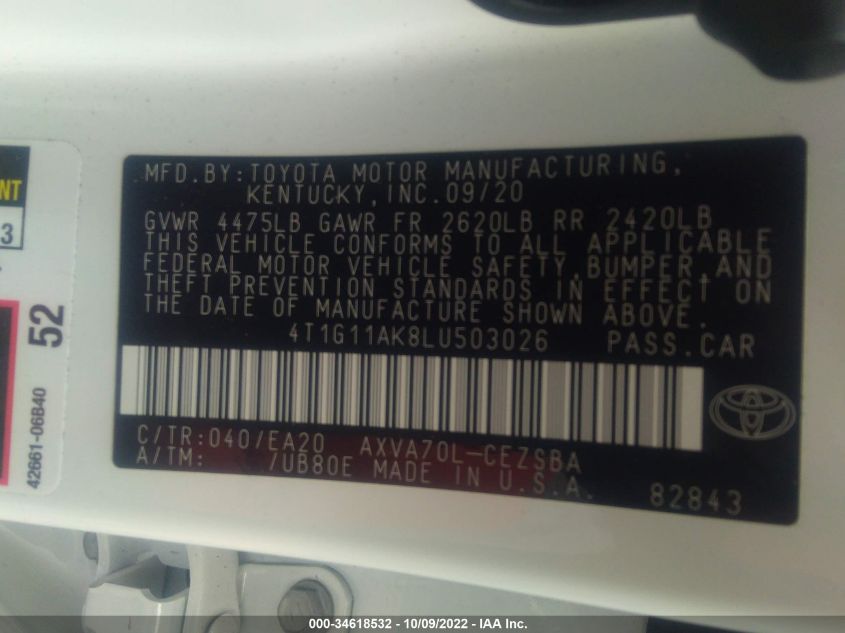 MFD.BY:TOYOTA MOTOR MANUFACTURING,
KENTUCKY,INC.09/20
GVWR 4475LB GAWR FR 2620LB RR 2420LB
THIS VEHICLE CONFORMS TO ALL APPLICABLE
FEDERAL MOTOR VEHICLE SAFETY,BUMPER,AND
THEFT PREVENTION STANDARDS IN EFFECT ON
THE DATE OF MANUFACTURE SHOWN ABOVE.
4T1G11AK8LU503026 PASS.CAR
C/TR:040/EA20 AXVA70L-CEZSBA
A/TM: /UB80E MADE IN U.S.A.
82843
NT
3
52
42661-06B40
000-34618532 - 10/09/2022 - IAA Inc.